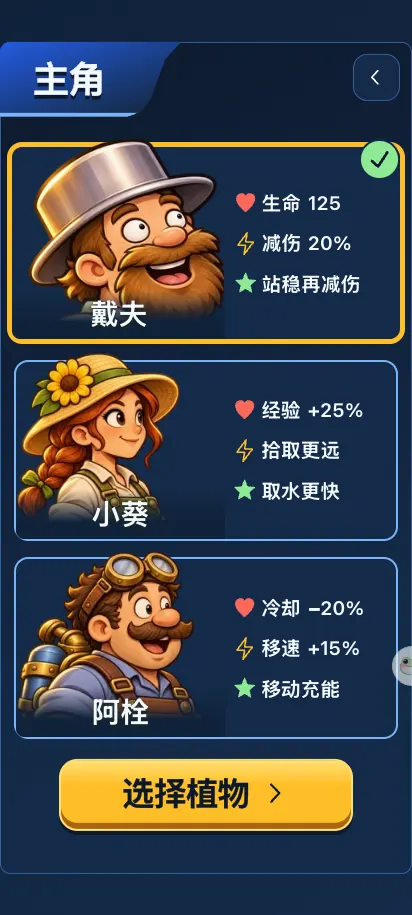 主角
生命 125
减伤 20%
站稳再减伤
戴夫
经验 +25%
拾取更远
取水更快
小葵
冷却 −20%
移速 +15%
移动充能
阿栓
选择植物